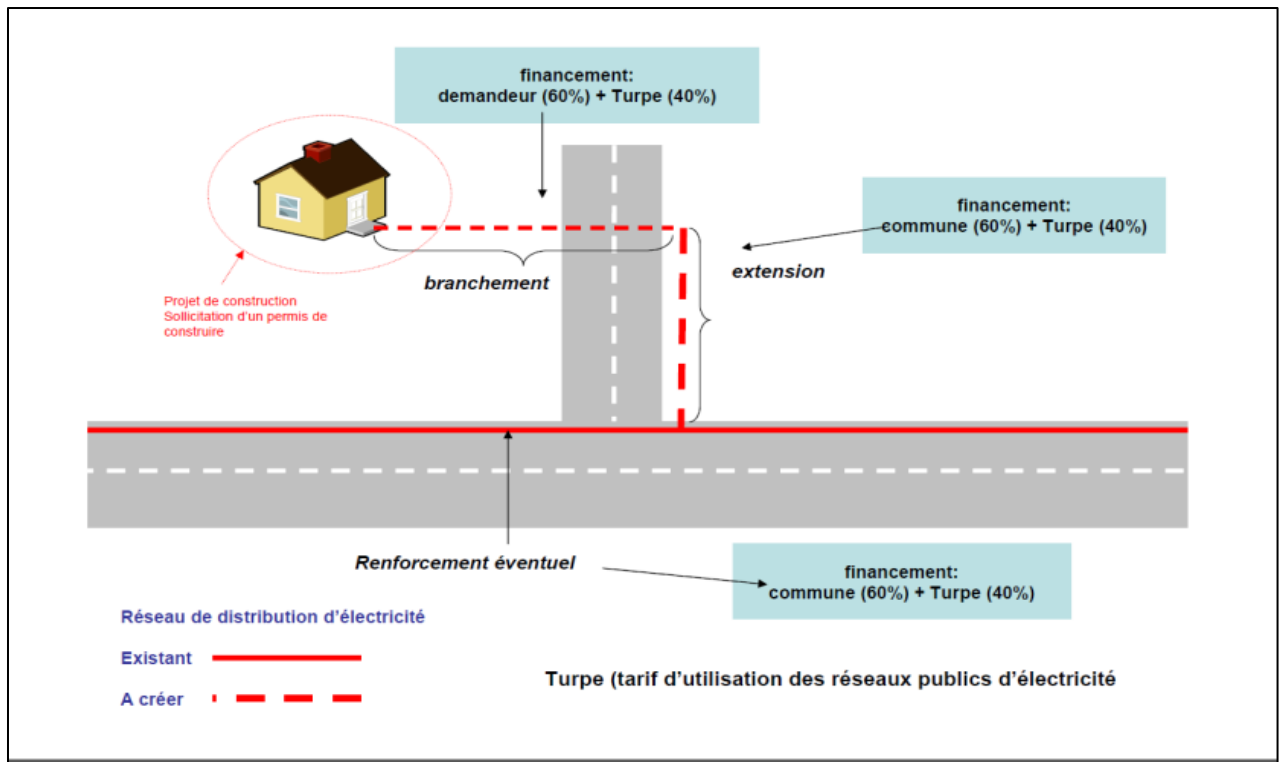 financement:
demandeur (60%) + Turpe (40%)
financement:
commune (60%) + Turpe (40%)
extension
branchement
Projet de construction
Sollicitation d'un permis de
construire
Renforcement éventuel
financement:
commune (60%) + Turpe (40%)
Réseau de distribution d'électricité
Existant
A créer
Turpe (tarif d'utilisation des réseaux publics d'électricité